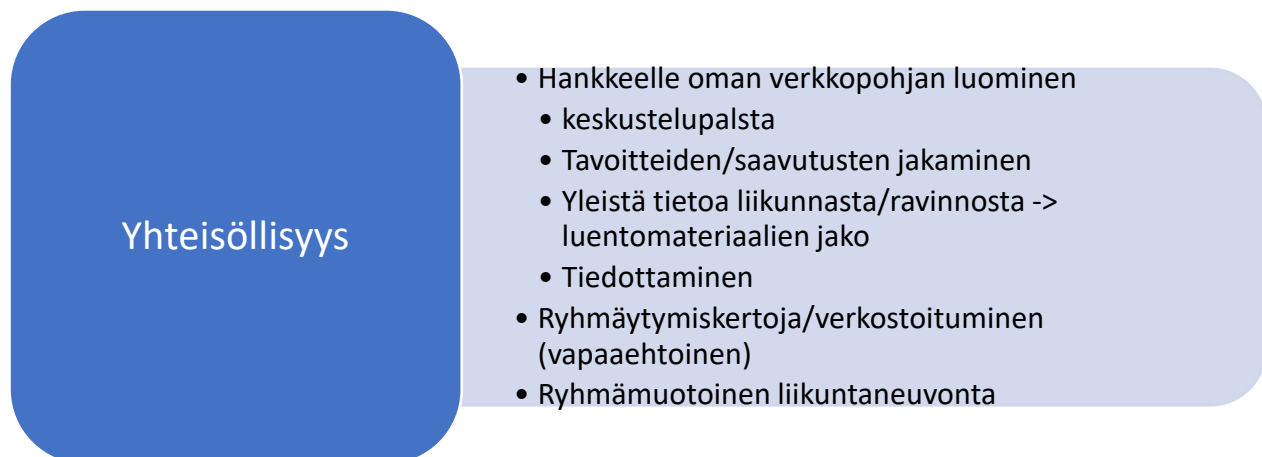 Yhteisöllisyys
• Hankkeelle oman verkkopohjan luominen
• keskustelupalsta
• Tavoitteiden/saavutusten jakaminen
• Yleistä tietoa liikunnasta/ravinnosta ->
luentomateriaalien jako
• Tiedottaminen
• Ryhmäytymiskertoja/verkostoituminen
(vapaaehtoinen)
• Ryhmämuotoinen liikuntaneuvonta